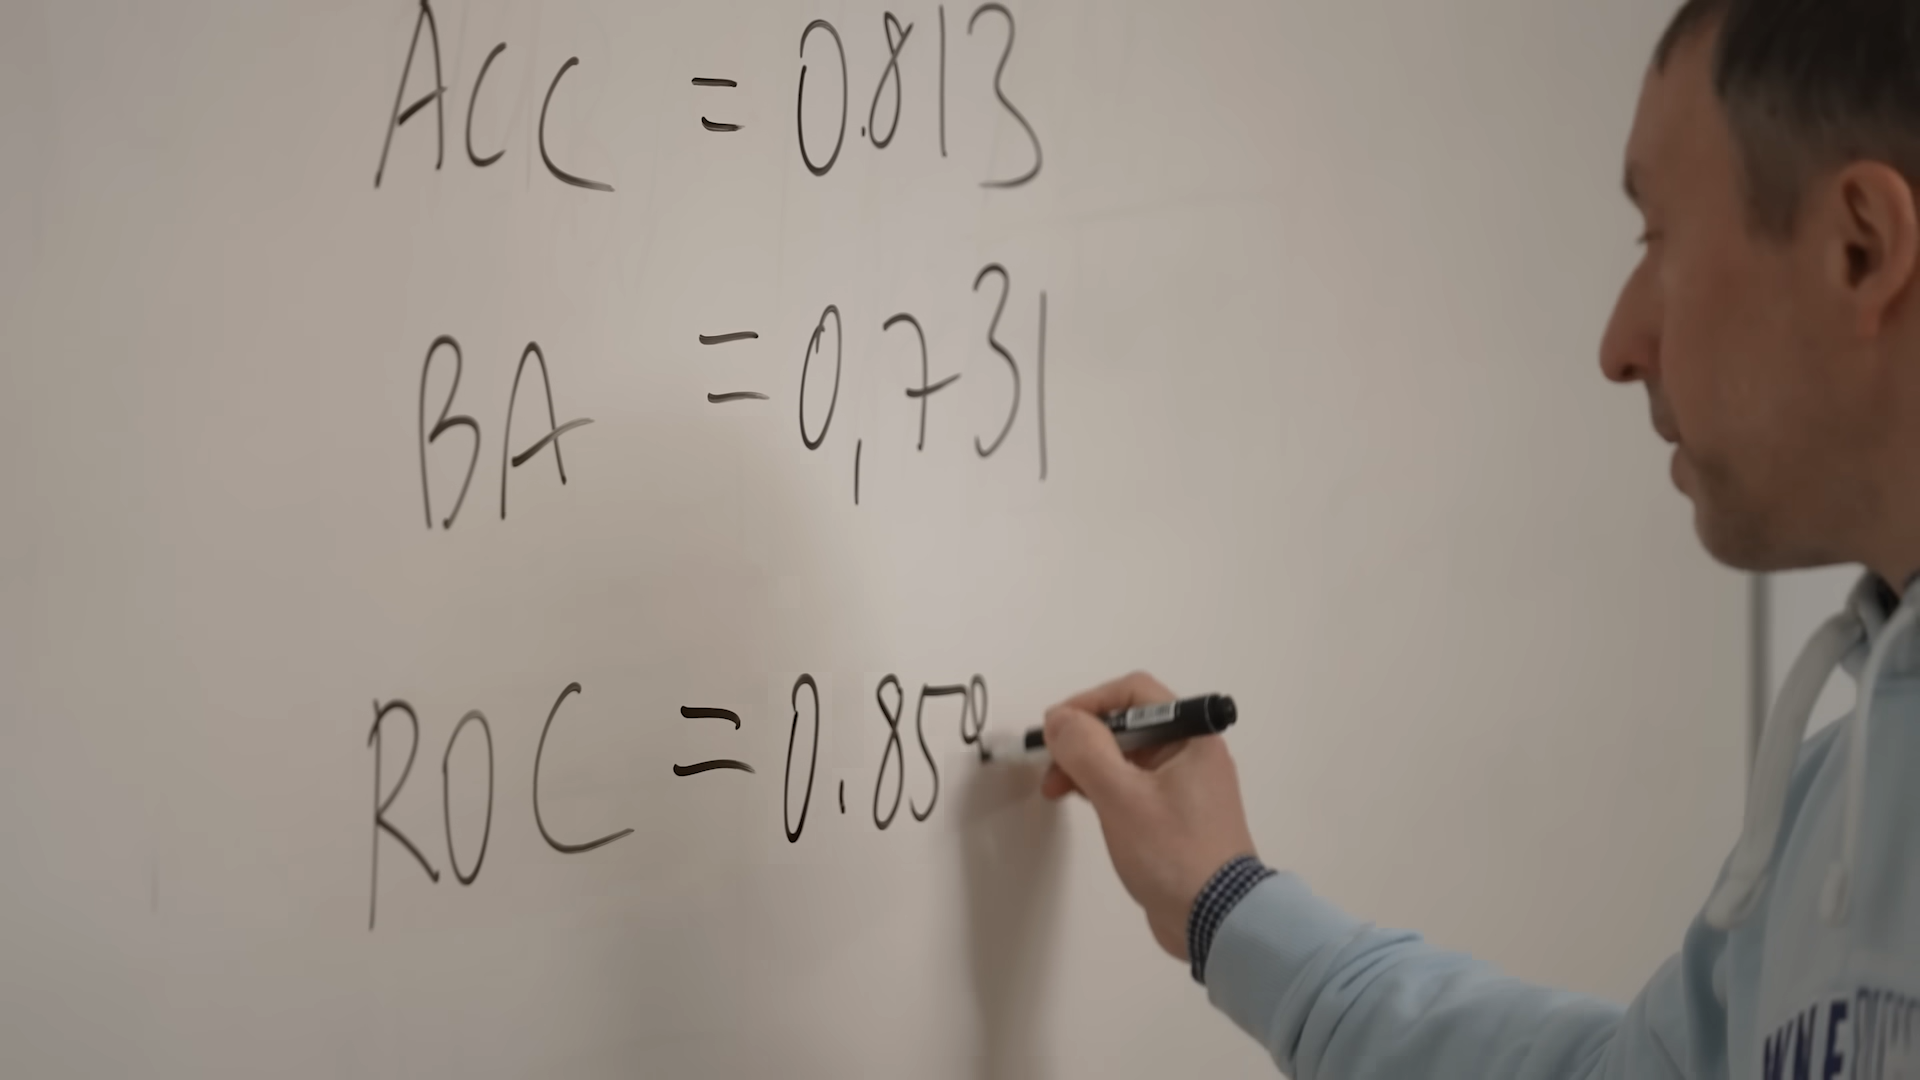 ACC = 0.813
BA = 0,731
ROC = 0.85